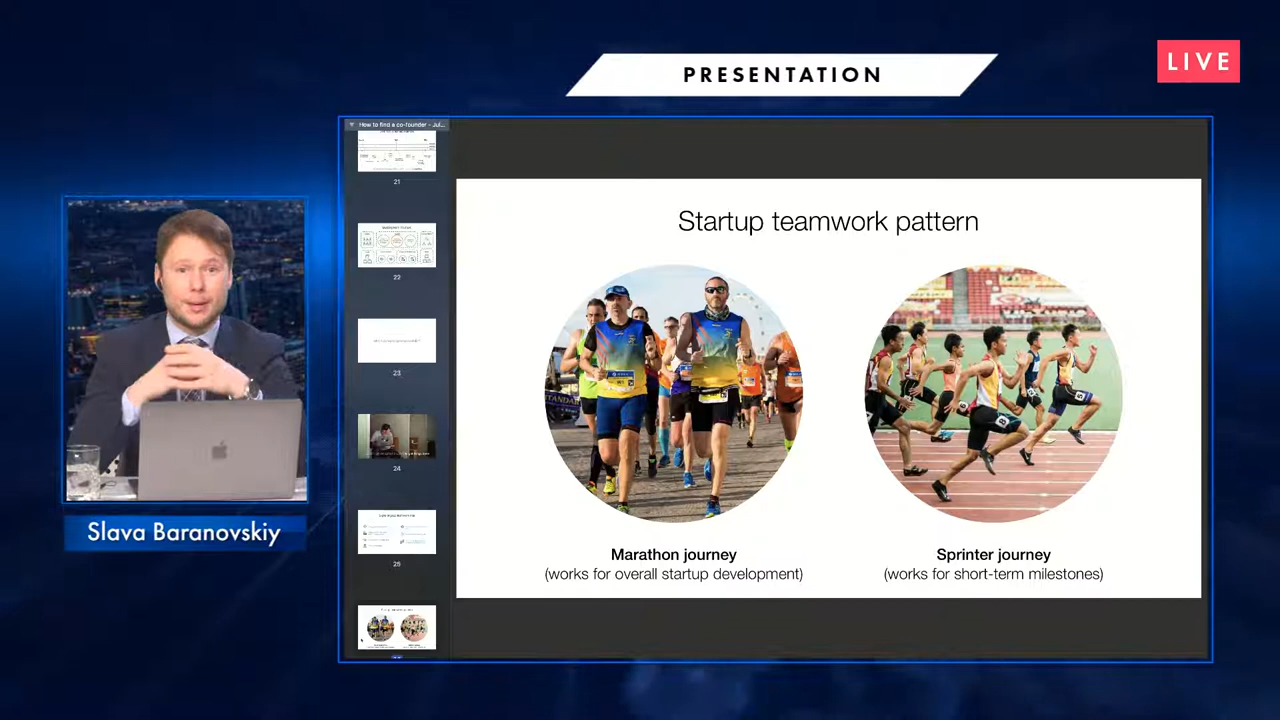 PRESENTATION
LIVE
How to find a co-founder - Jul...
21
22
23
24
25
Startup teamwork pattern
Marathon journey
(works for overall startup development)
Sprinter journey
(works for short-term milestones)
Slava Baranovskiy